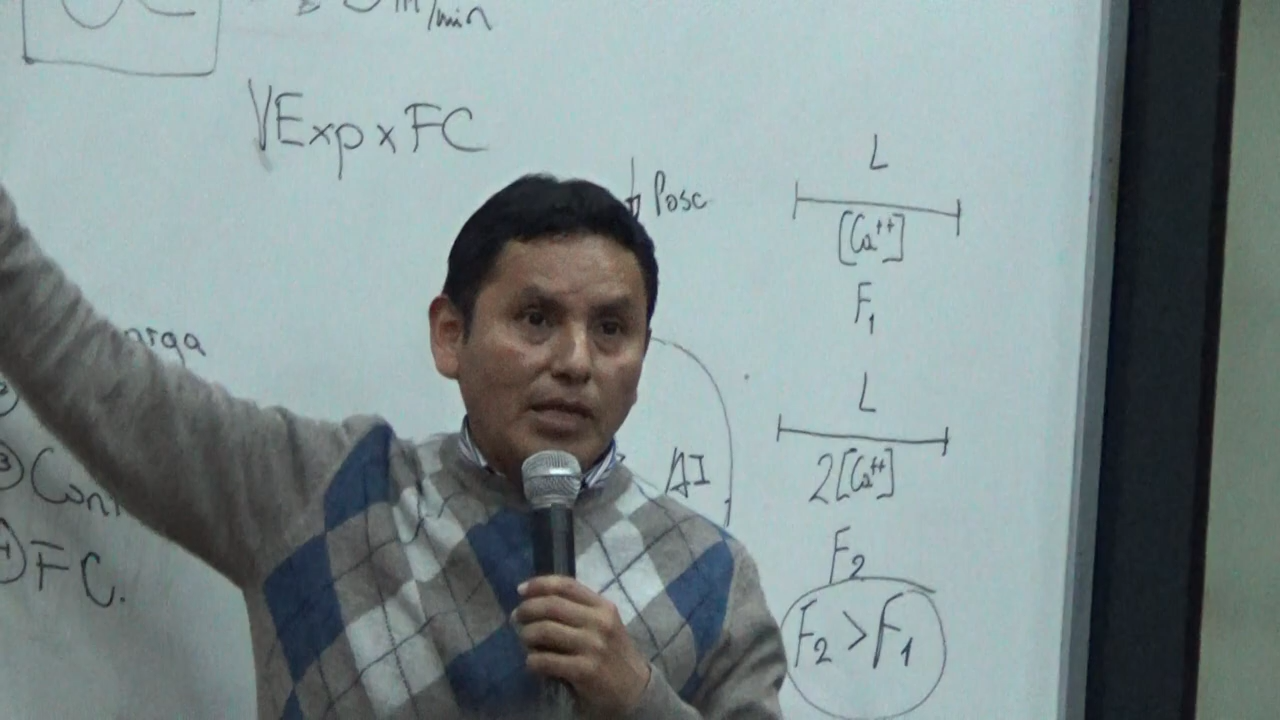 /min
VExp x FC
Posc
L
[Ca++]
F1
L
2[Ca++]
F2
F2 > F1
AI
arga
3 Con
4 FC.